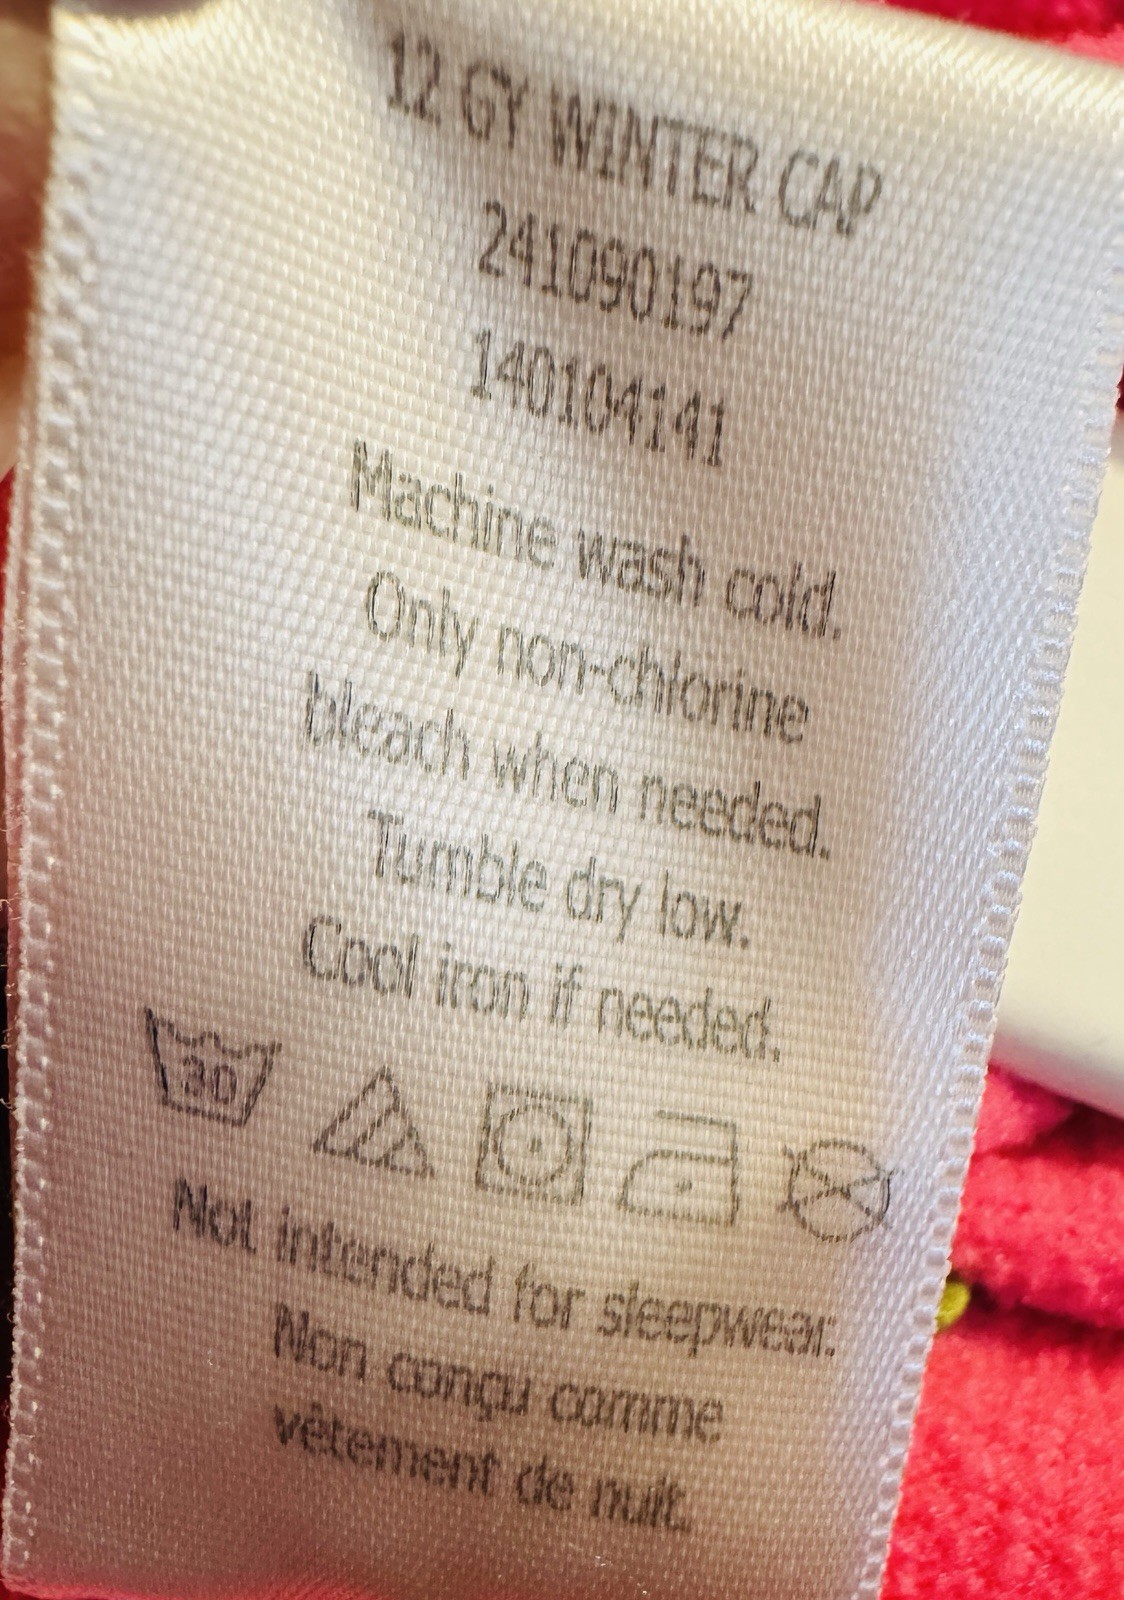 12 GY WINTER CAP
241090197
140104141
Machine wash cold.
Only non-chlorine
bleach when needed.
Tumble dry low.
Cool iron if needed.
30
Not intended for sleepwear.
Non conçu comme
vêtement de nuit.